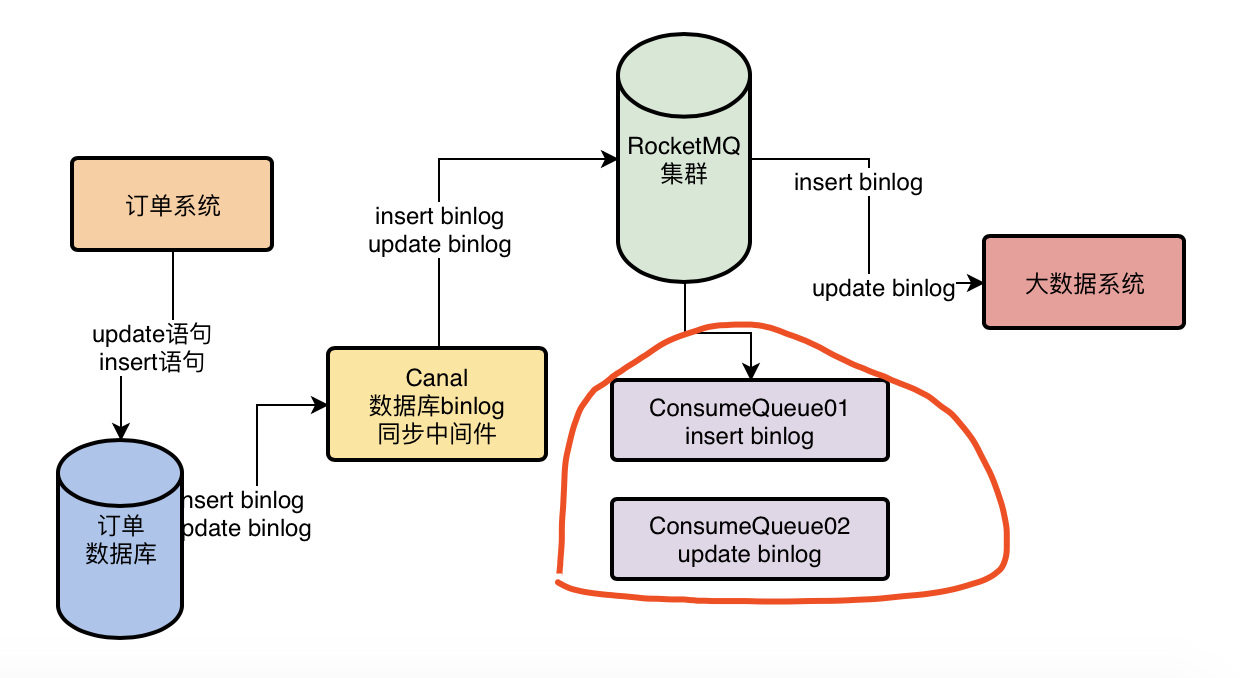 订单系统
update语句
insert语句
订单
数据库
nsert binlog
pdate binlog
Canal
数据库binlog
同步中间件
insert binlog
update binlog
RocketMQ
集群
insert binlog
update binlog
大数据系统
ConsumeQueue01
insert binlog
ConsumeQueue02
update binlog